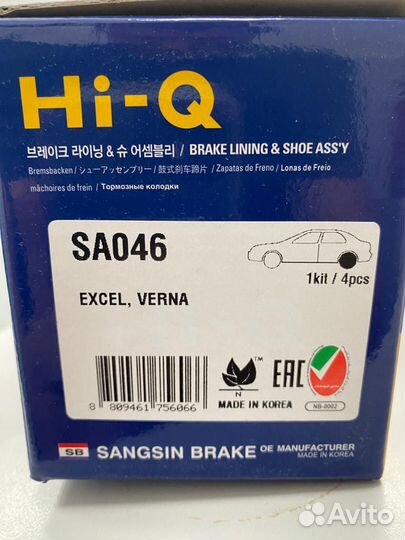 Hi-Q
브레이크 라이닝 & 슈 어셈블리 / BRAKE LINING & SHOE ASS'Y
Bremsbacken / シューアッセンブリー / 鼓式刹车蹄片 / Zapatas de Freno / Lonas de Freio
mâchoires de frein / Тормозные колодки
SA046
1kit / 4pcs
EXCEL, VERNA
8 809461 756066
TM
N
MADE IN KOREA
EAC
NB-0002
SB SANGSIN BRAKE OE MANUFACTURER
MADE IN KOREA
Avito